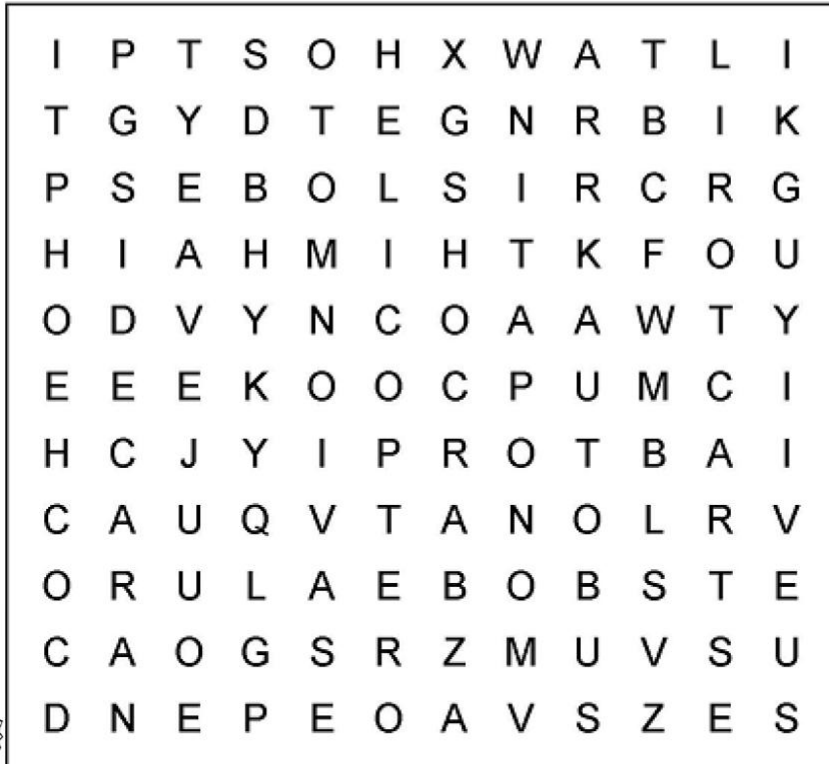 I P T S O H X W A T L I
T G Y D T E G N R B I K
P S E B O L S I R C R G
H I A H M I H T K F O U
O D V Y N C O A A W T Y
E E E K O O C P U M C I
H C J Y I P R O T B A I
C A U Q V T A N O L R V
O R U L A E B O B S T E
C A O G S R Z M U V S U
D N E P E O A V S Z E S